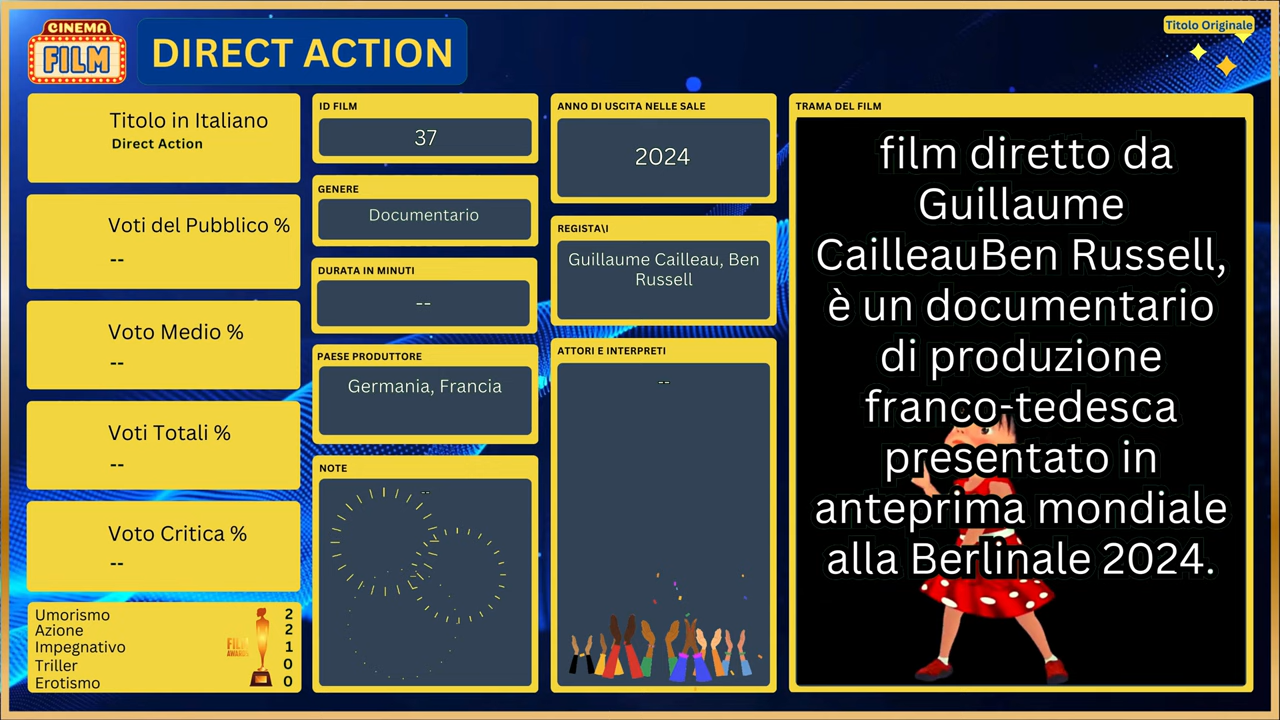 CINEMA
FILM
DIRECT ACTION
Titolo Originale
Titolo in Italiano
Direct Action
Voti del Pubblico %
--
Voto Medio %
--
Voti Totali %
--
Voto Critica %
--
Umorismo 2
Azione 2
Impegnativo 1
Triller 0
Erotismo 0
FILM
AWARDS
ID FILM
37
GENERE
Documentario
DURATA IN MINUTI
--
PAESE PRODUTTORE
Germania, Francia
NOTE
--
ANNO DI USCITA NELLE SALE
2024
REGISTA\I
Guillaume Cailleau, Ben
Russell
ATTORI E INTERPRETI
--
TRAMA DEL FILM
film diretto da
Guillaume
CailleauBen Russell,
è un documentario
di produzione
franco-tedesca
presentato in
anteprima mondiale
alla Berlinale 2024.